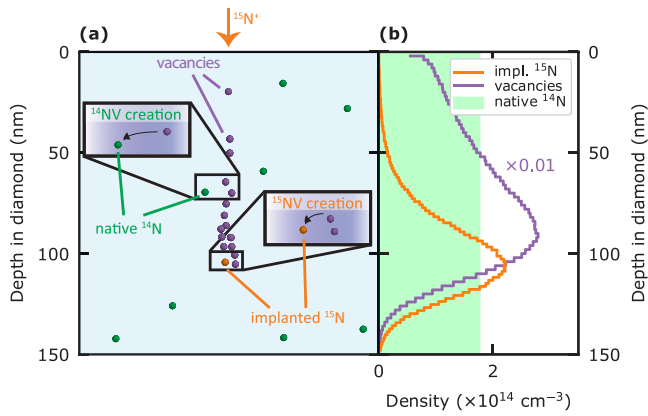 ¹⁵N⁺
(a)
(b)
0
50
100
150
Depth in diamond (nm)
vacancies
¹⁴NV creation
native ¹⁴N
¹⁵NV creation
implanted ¹⁵N
impl. ¹⁵N
vacancies
native ¹⁴N
×0,01
0
50
100
150
Depth in diamond (nm)
0
2
Density (×10¹⁴ cm⁻³)